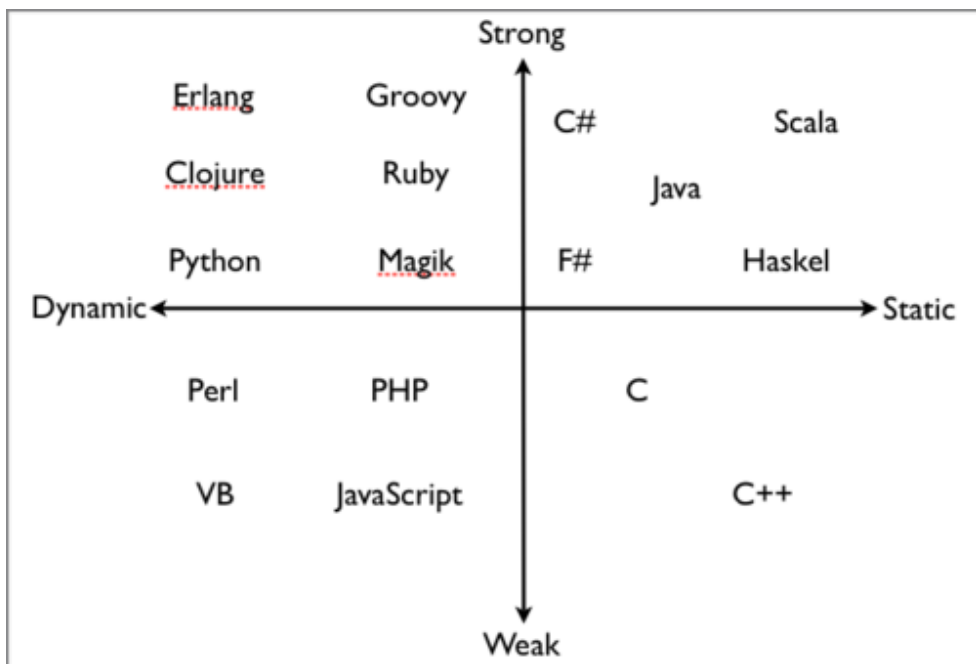 Strong
Erlang Groovy
C# Scala
Clojure Ruby
Java
Python Magik F# Haskel
Dynamic Static
Perl PHP C
VB JavaScript C++
Weak